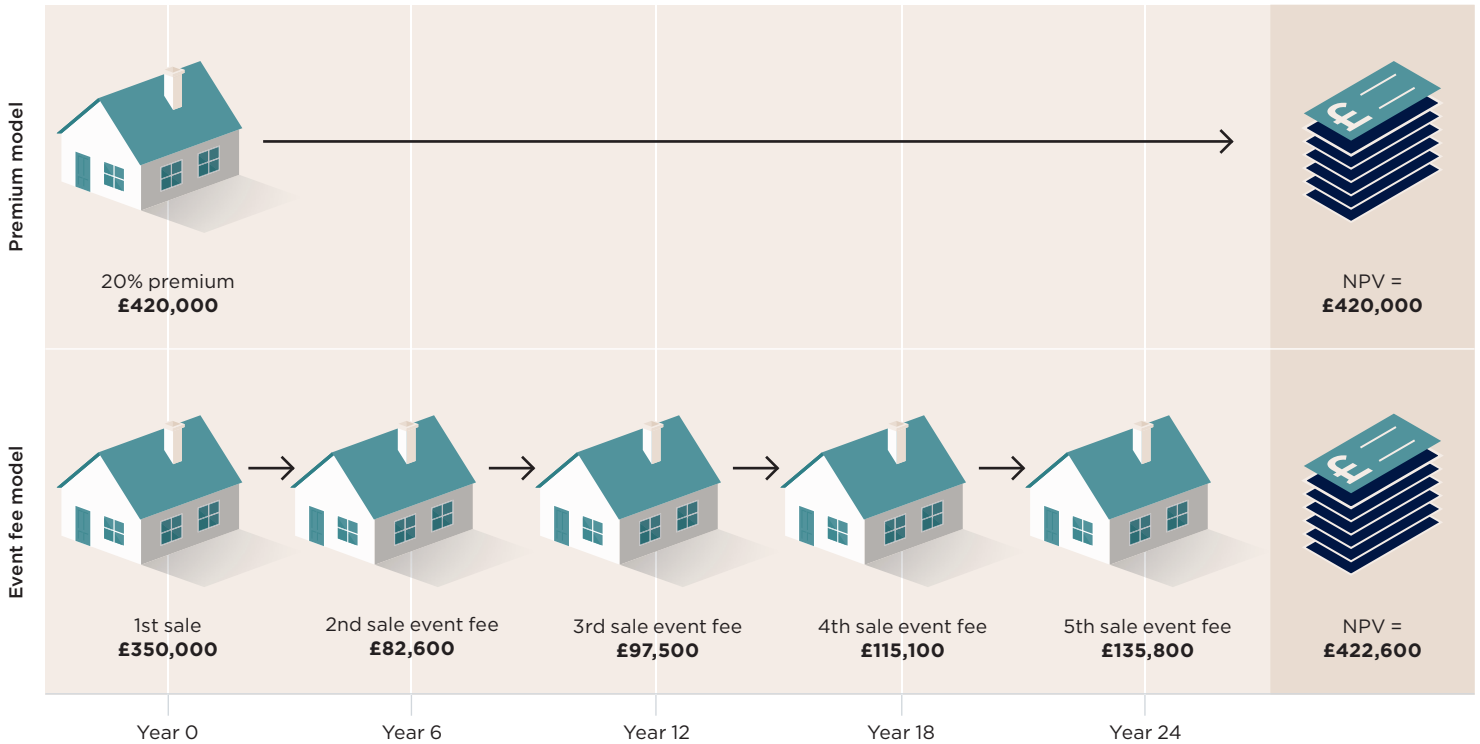 Premium model
20% premium
£420,000
NPV =
£420,000
Event fee model
1st sale
£350,000
2nd sale event fee
£82,600
3rd sale event fee
£97,500
4th sale event fee
£115,100
5th sale event fee
£135,800
NPV =
£422,600
Year 0
Year 6
Year 12
Year 18
Year 24
£
£